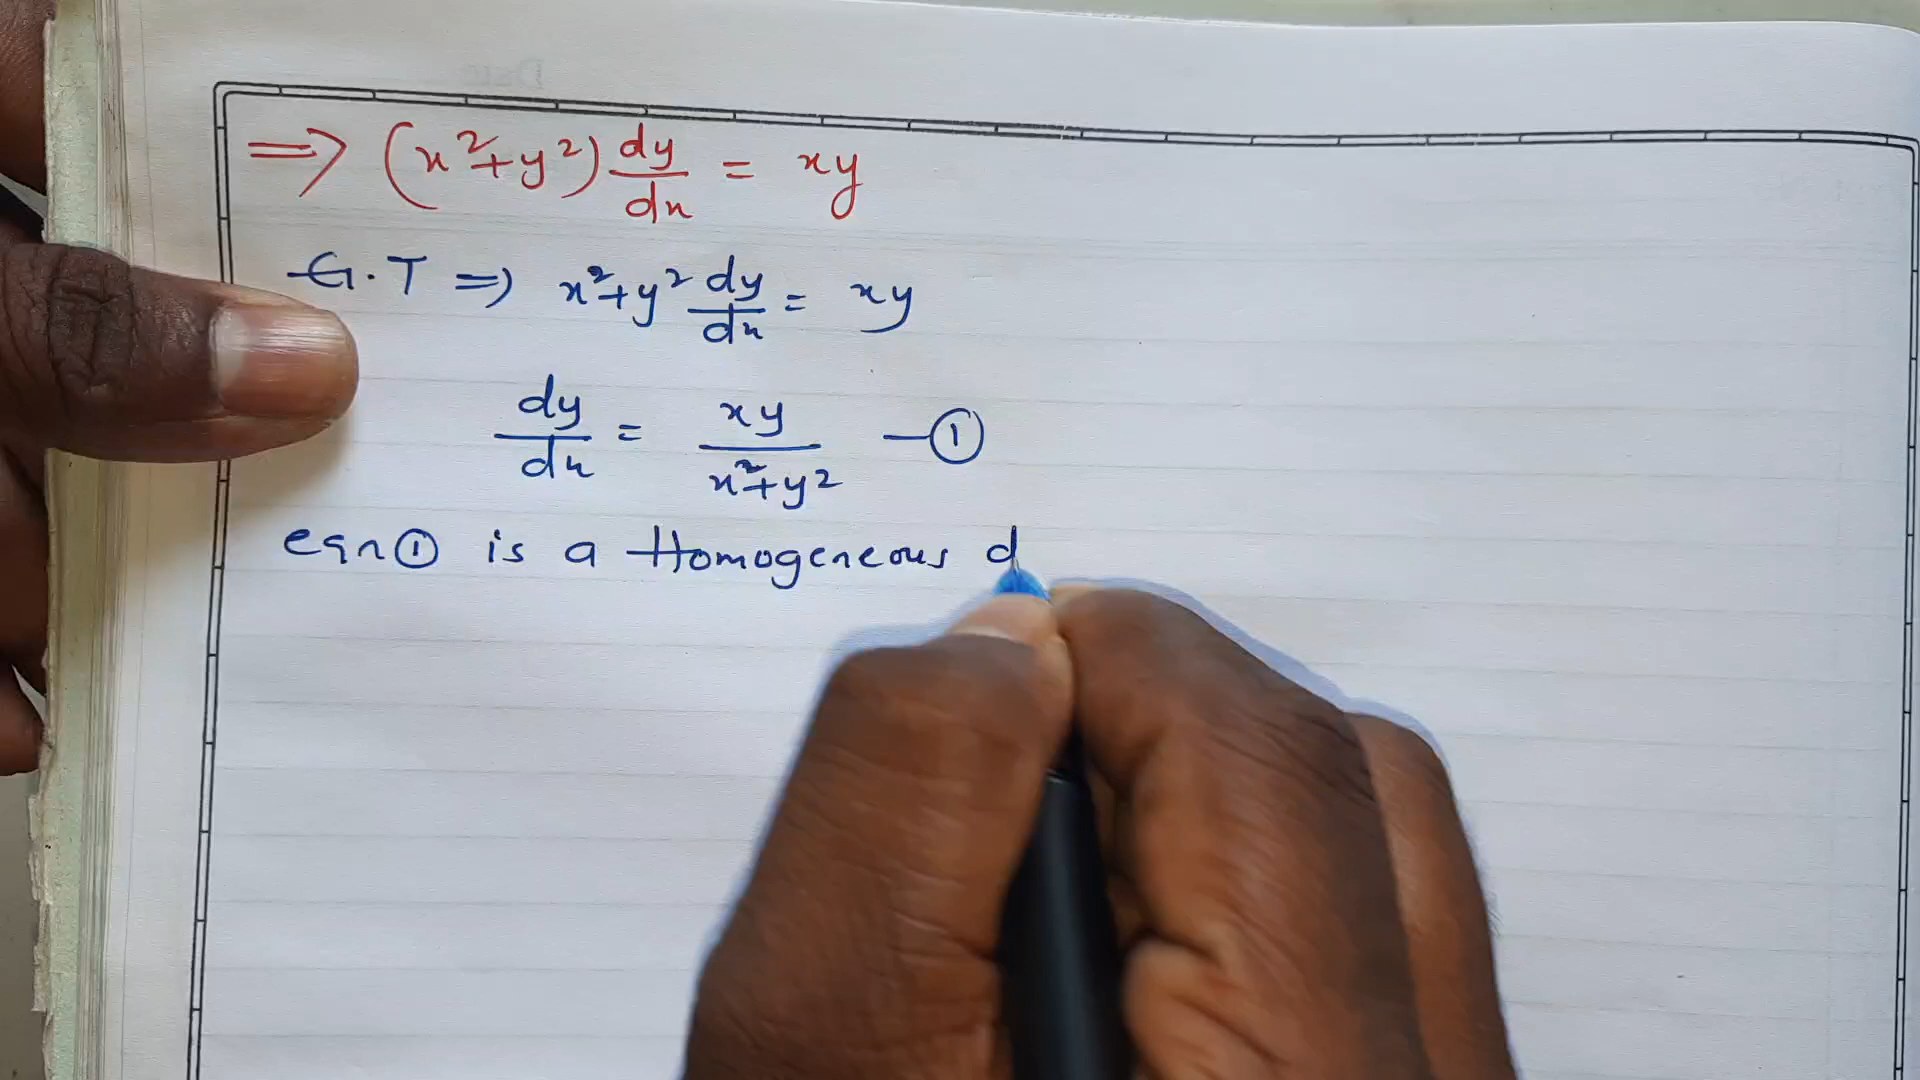 ⇒ (x²+y²) dy/dx = xy
G.T ⇒ x²+y² dy/dx = xy
dy/dx = xy/x²+y² —①
eqn① is a Homogeneous d